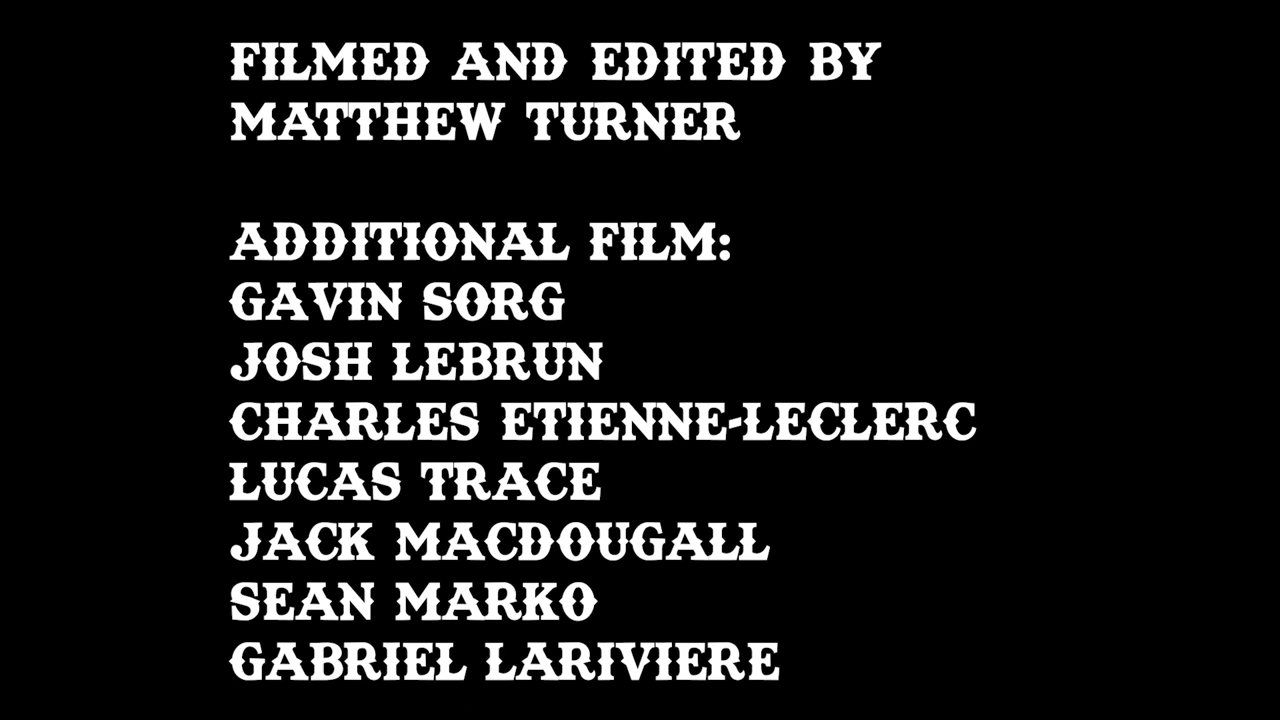 FILMED AND EDITED BY
MATTHEW TURNER
ADDITIONAL FILM:
GAVIN SORG
JOSH LEBRUN
CHARLES ETIENNE-LECLERC
LUCAS TRACE
JACK MACDOUGALL
SEAN MARKO
GABRIEL LARIVIERE